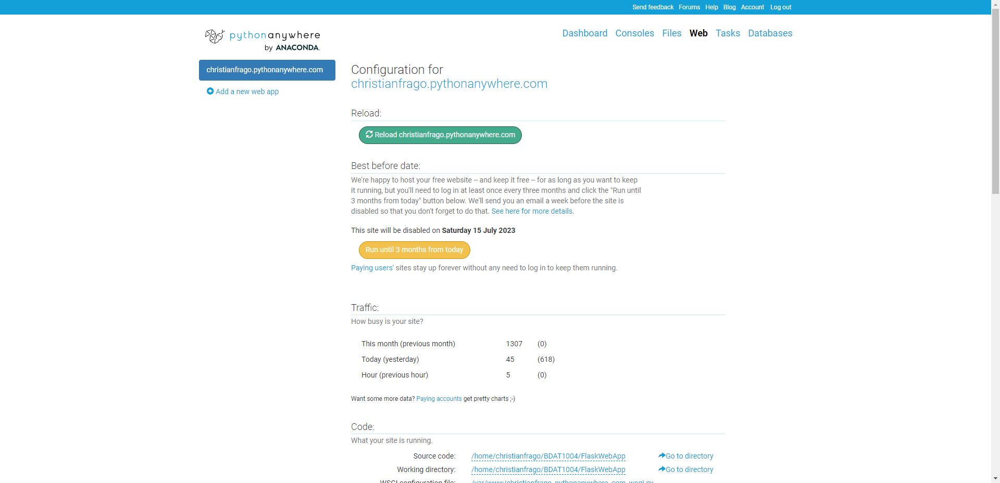 Send feedback Forums Help Blog Account Log out
pythonanywhere
by ANACONDA.
Dashboard Consoles Files Web Tasks Databases
christianfrago.pythonanywhere.com
Add a new web app
Configuration for
christianfrago.pythonanywhere.com
Reload:
Reload christianfrago.pythonanywhere.com
Best before date:
We're happy to host your free website -- and keep it free -- for as long as you want to keep
it running, but you'll need to log in at least once every three months and click the "Run until
3 months from today" button below. We'll send you an email a week before the site is
disabled so that you don't forget to do that. See here for more details.
This site will be disabled on Saturday 15 July 2023
Run until 3 months from today
Paying users' sites stay up forever without any need to log in to keep them running.
Traffic:
How busy is your site?
This month (previous month) 1307 (0)
Today (yesterday) 45 (618)
Hour (previous hour) 5 (0)
Want some more data? Paying accounts get pretty charts ;-)
Code:
What your site is running.
Source code: /home/christianfrago/BDAT1004/FlaskWebApp Go to directory
Working directory: /home/christianfrago/BDAT1004/FlaskWebApp Go to directory
WSGI configuration file: /var/www/christianfrago_pythonanywhere_com_wsgi.py